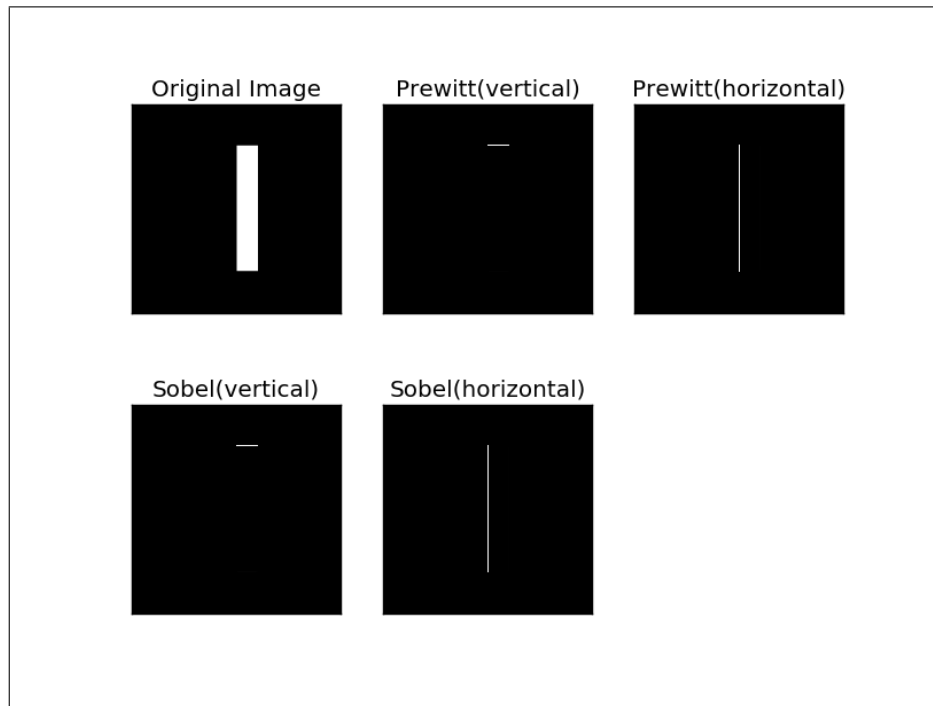 Original Image
Prewitt(vertical)
Prewitt(horizontal)
Sobel(vertical)
Sobel(horizontal)